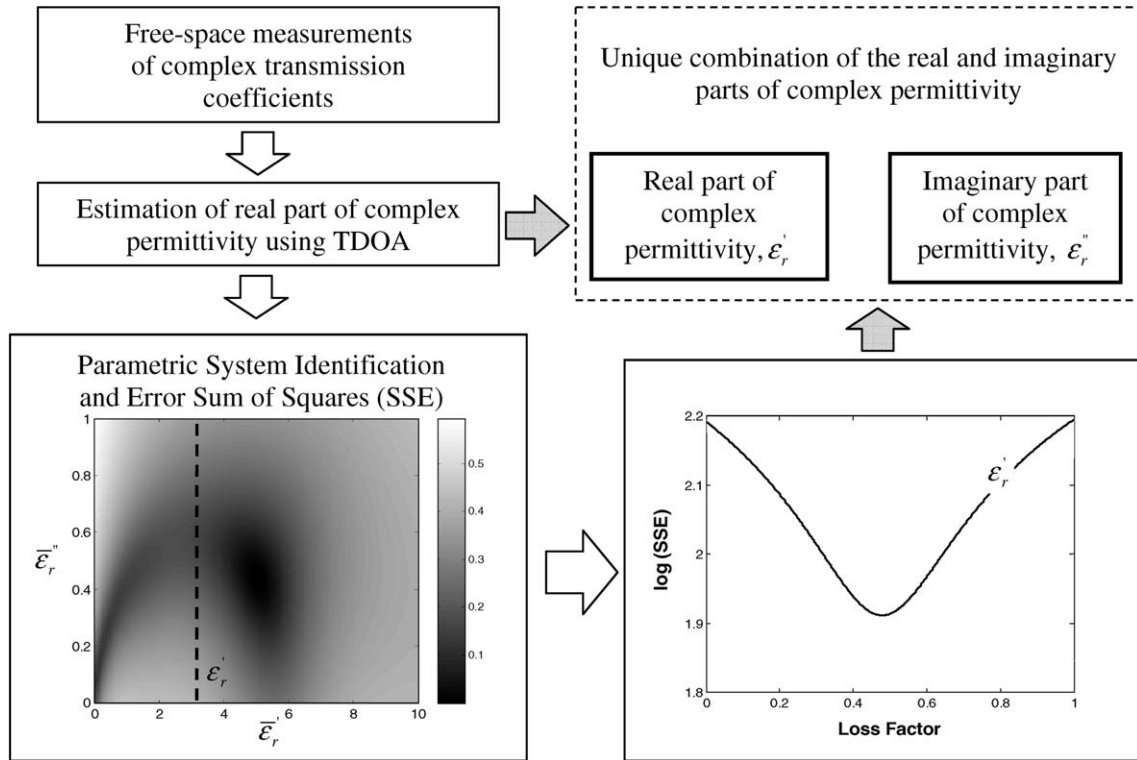 Free-space measurements
of complex transmission
coefficients
Estimation of real part of complex
permittivity using TDOA
Unique combination of the real and imaginary
parts of complex permittivity
Real part of
complex
permittivity, ε′r
Imaginary part
of complex
permittivity, ε″r
Parametric System Identification
and Error Sum of Squares (SSE)
1
0.8
0.6
0.4
0.2
0
ε̅″r
0 2 4 6 8 10
ε̅′r
ε′r
0.5
0.4
0.3
0.2
0.1
2.2
2.1
2
1.9
1.8
log (SSE)
ε′r
0 0.2 0.4 0.6 0.8 1
Loss Factor